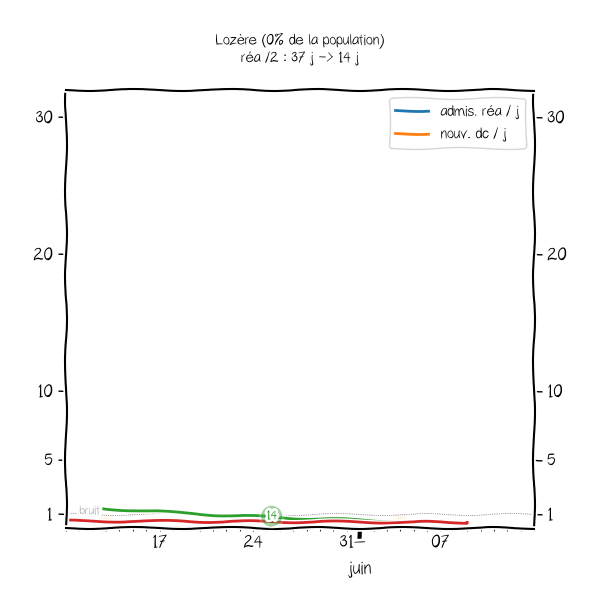 Lozère (0% de la population)
réa /2 : 37 j -> 14 j
admis. réa / j
nouv. dc / j
30
30
20
20
10
10
5
5
1
bruit
14
1
17
24
31
07
juin